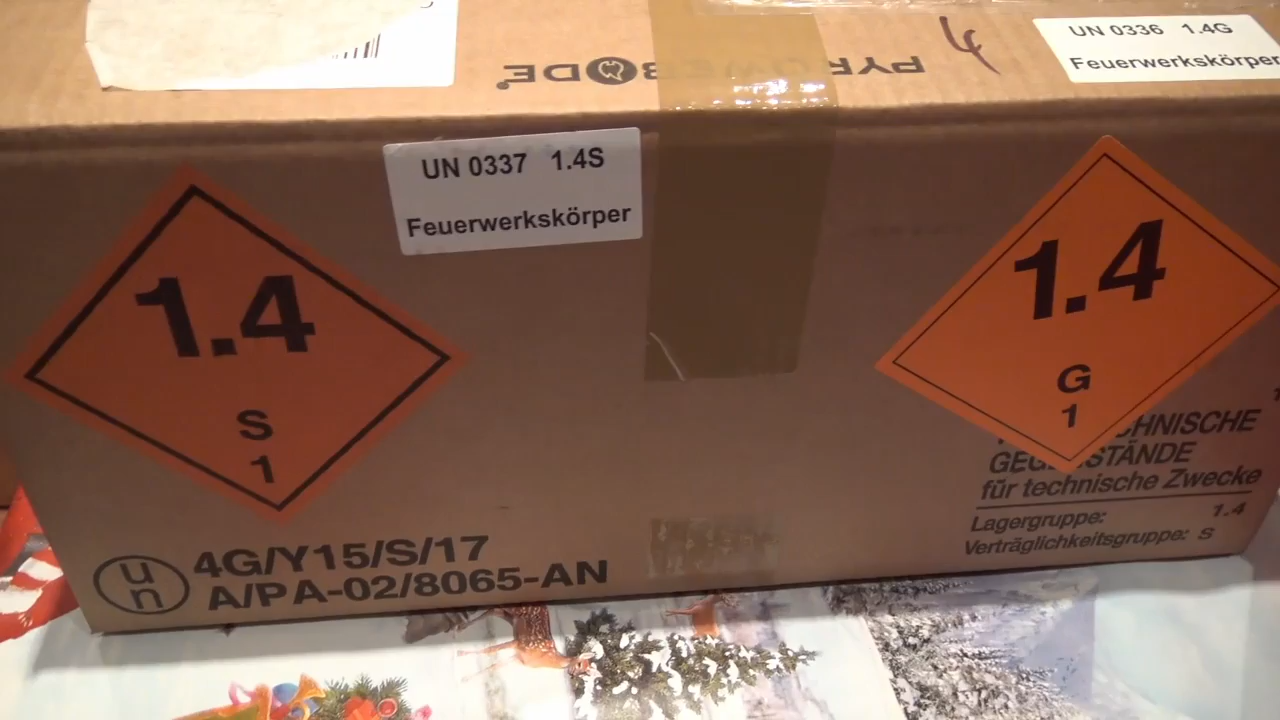 4
UN 0336 1.4G
Feuerwerkskörper
UN 0337 1.4S
Feuerwerkskörper
1.4
S
1
1.4
G
1
GEGENSTÄNDE
für technische Zwecke
Lagergruppe: 1.4
Verträglichkeitsgruppe: S
un
4G/Y15/S/17
A/PA-02/8065-AN